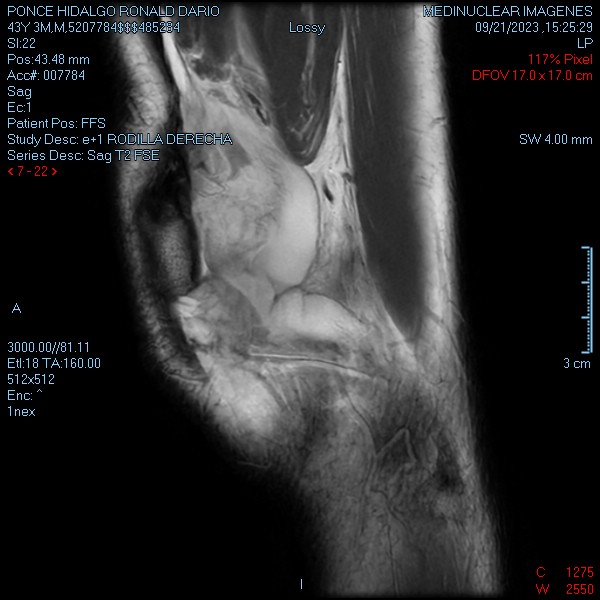 PONCE HIDALGO RONALD DARIO
43Y 3M,M,5207784$$$485284
Sl:22
Pos:43.48 mm
Acc#: 007784
Sag
Ec:1
Patient Pos: FFS
Study Desc: e+1 RODILLA DERECHA
Series Desc: Sag T2 FSE
< 7 - 22 >
Lossy
MEDINUCLEAR IMAGENES
09/21/2023 ,15:25:29
LP
117% Pixel
DFOV 17.0 x 17.0 cm
SW 4.00 mm
A
3 cm
3000.00//81.11
Etl:18 TA:160.00
512x512
Enc: ^
1nex
I
C 1275
W 2550